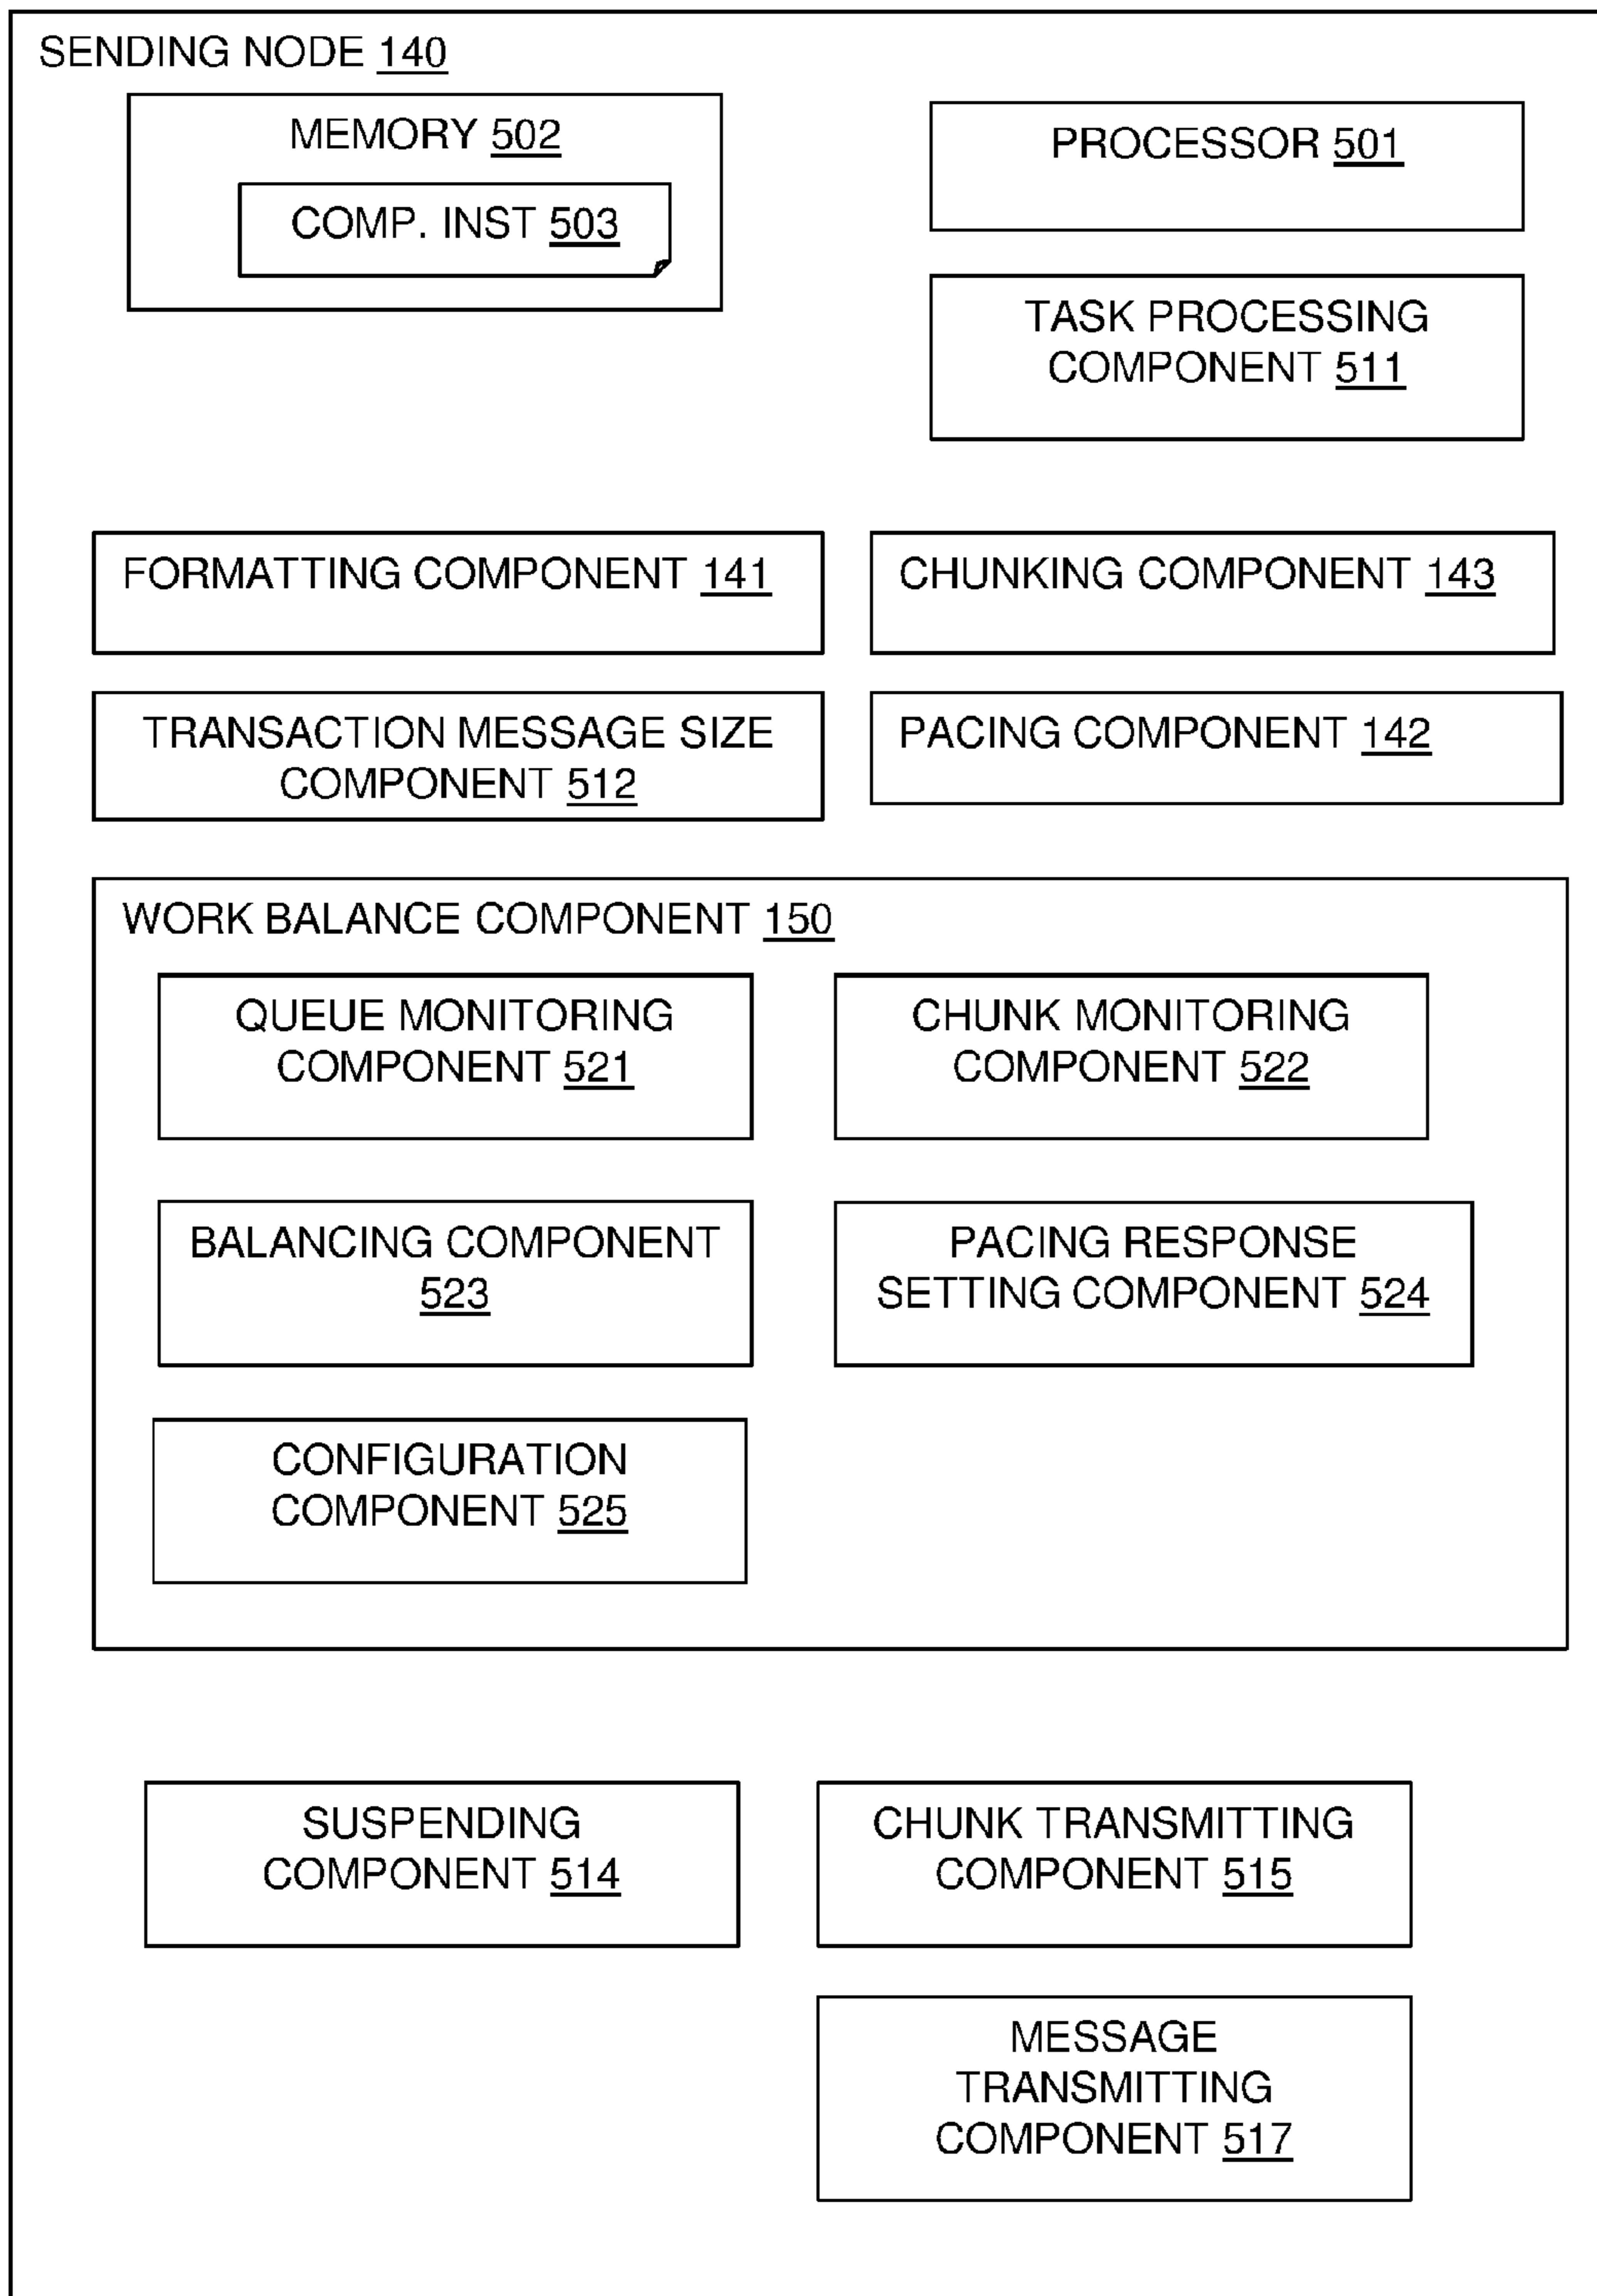 SENDING NODE 140
MEMORY 502
COMP. INST 503
PROCESSOR 501
TASK PROCESSING
COMPONENT 511
FORMATTING COMPONENT 141
CHUNKING COMPONENT 143
TRANSACTION MESSAGE SIZE
COMPONENT 512
PACING COMPONENT 142
WORK BALANCE COMPONENT 150
QUEUE MONITORING
COMPONENT 521
CHUNK MONITORING
COMPONENT 522
BALANCING COMPONENT
523
PACING RESPONSE
SETTING COMPONENT 524
CONFIGURATION
COMPONENT 525
SUSPENDING
COMPONENT 514
CHUNK TRANSMITTING
COMPONENT 515
MESSAGE
TRANSMITTING
COMPONENT 517